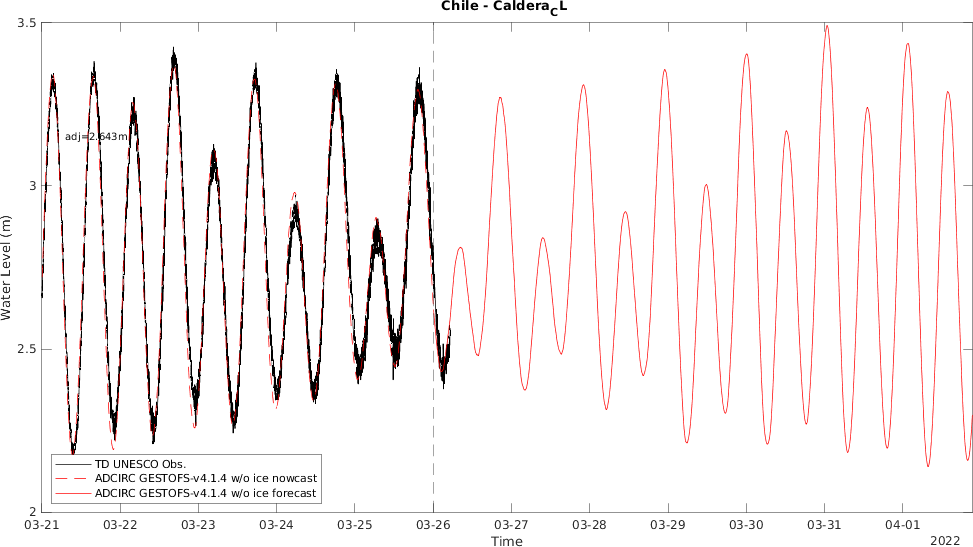 Chile - Caldera_CL
3.5
3
2.5
2
Water Level (m)
adj=2.643m
TD UNESCO Obs.
ADCIRC GESTOFS-v4.1.4 w/o ice nowcast
ADCIRC GESTOFS-v4.1.4 w/o ice forecast
03-21 03-22 03-23 03-24 03-25 03-26 03-27 03-28 03-29 03-30 03-31 04-01
Time
2022